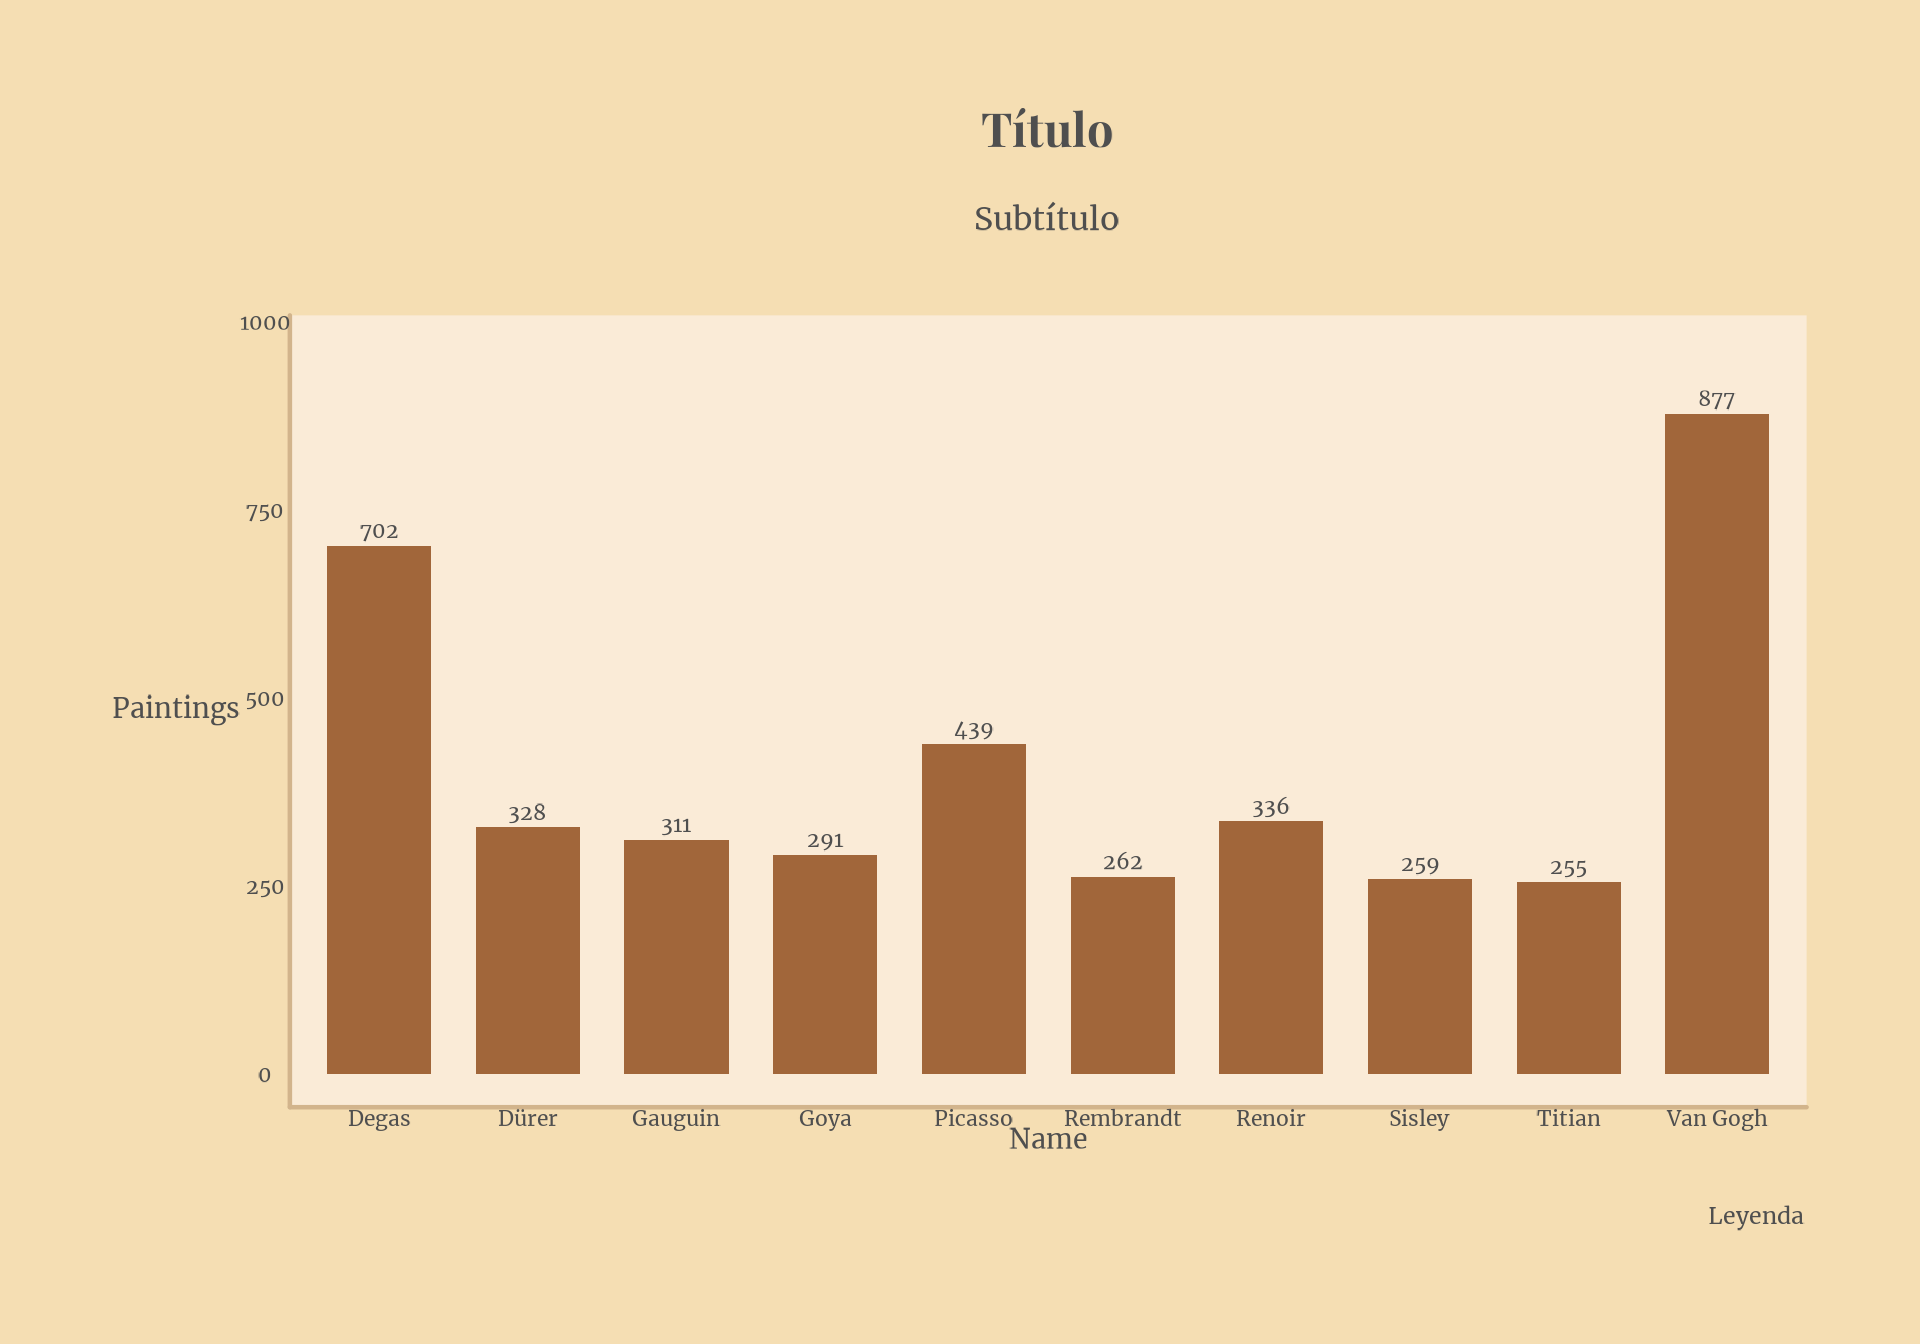 Título
Subtítulo
1000
877
750
702
Paintings
500
439
328
311
291
262
336
259
255
250
0
Degas
Dürer
Gauguin
Goya
Picasso
Rembrandt
Renoir
Sisley
Titian
Van Gogh
Name
Leyenda